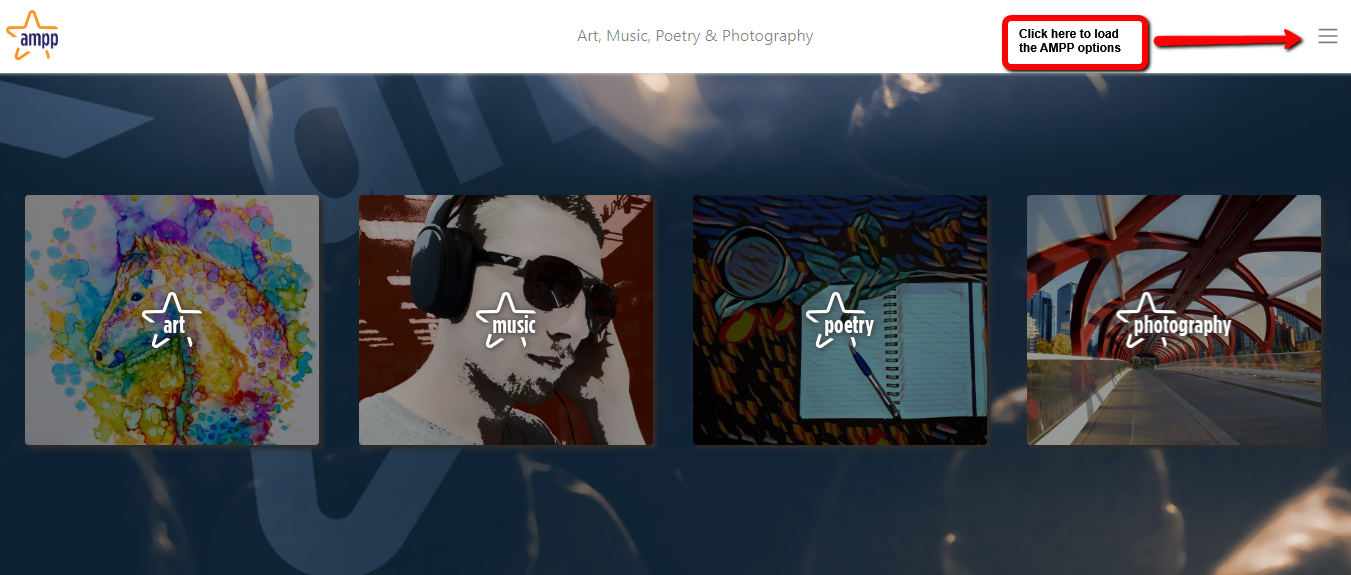 ampp
Art, Music, Poetry & Photography
Click here to load
the AMPP options
art
music
poetry
photography